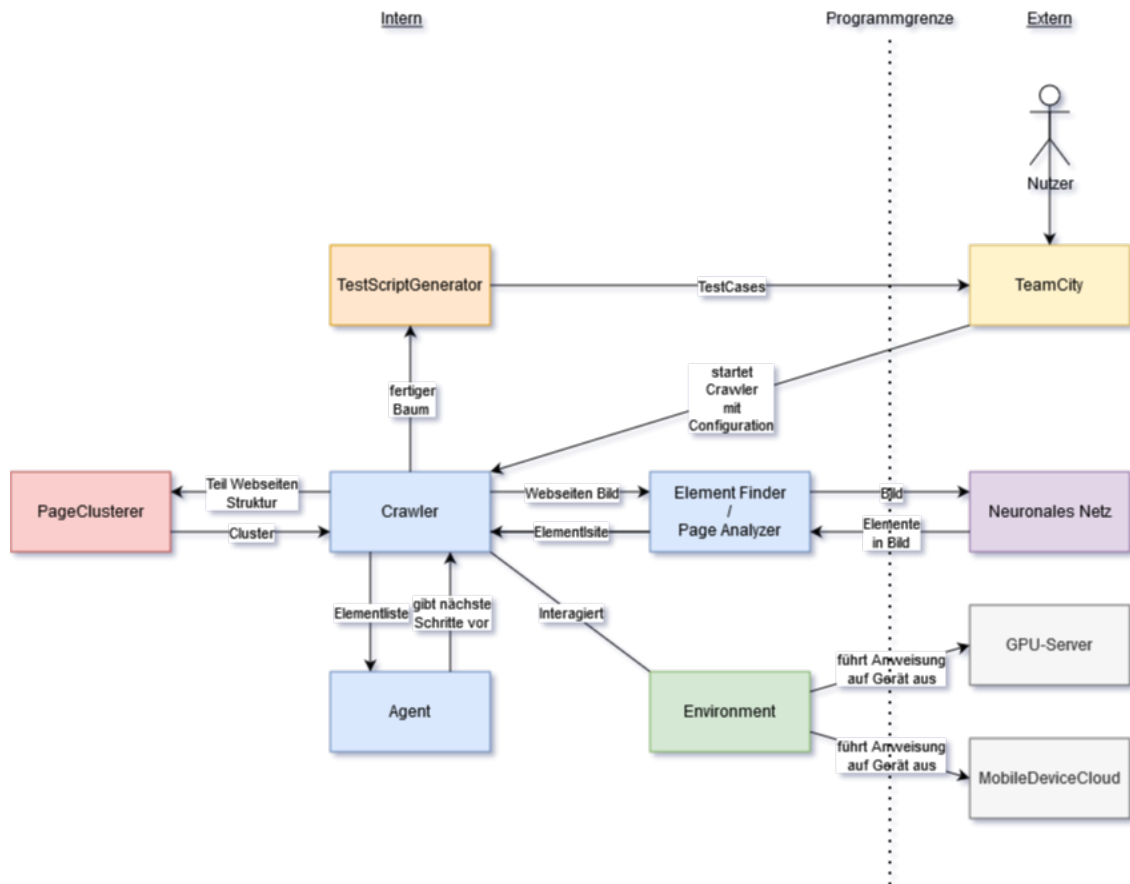 Intern
Programmgrenze
Extern
Nutzer
TestScriptGenerator
TestCases
TeamCity
startet
Crawler
mit
Configuration
fertiger
Baum
PageClusterer
Teil Webseiten
Struktur
Cluster
Crawler
Webseiten Bild
Elementlsite
Element Finder
/
Page Analyzer
Bild
Elemente
in Bild
Neuronales Netz
Elementliste
gibt nächste
Schritte vor
Interagiert
Agent
Environment
führt Anweisung
auf Gerät aus
GPU-Server
führt Anweisung
auf Gerät aus
MobileDeviceCloud